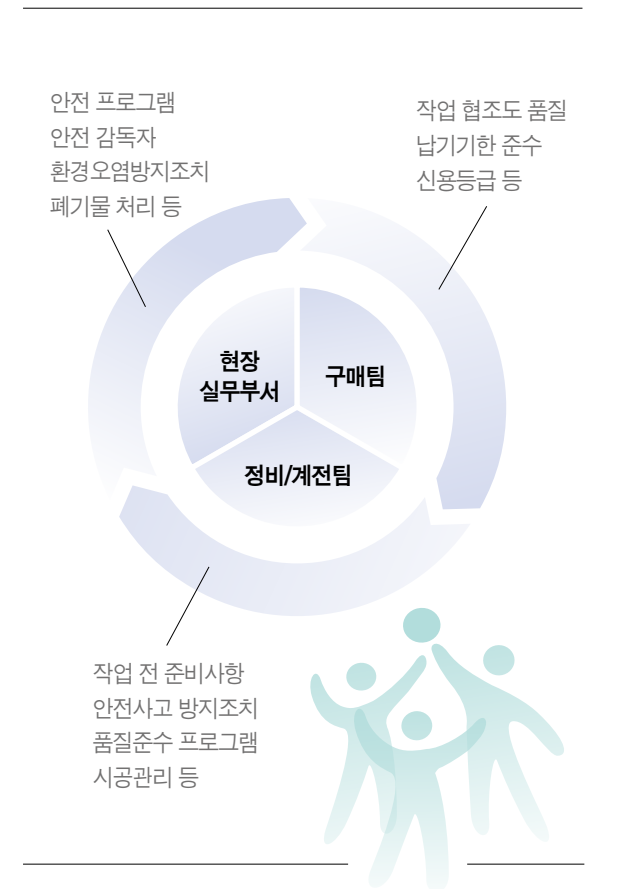 안전 프로그램
안전 감독자
환경오염방지조치
폐기물 처리 등
작업 협조도 품질
납기기한 준수
신용등급 등
현장
실무부서
구매팀
정비/계전팀
작업 전 준비사항
안전사고 방지조치
품질준수 프로그램
시공관리 등